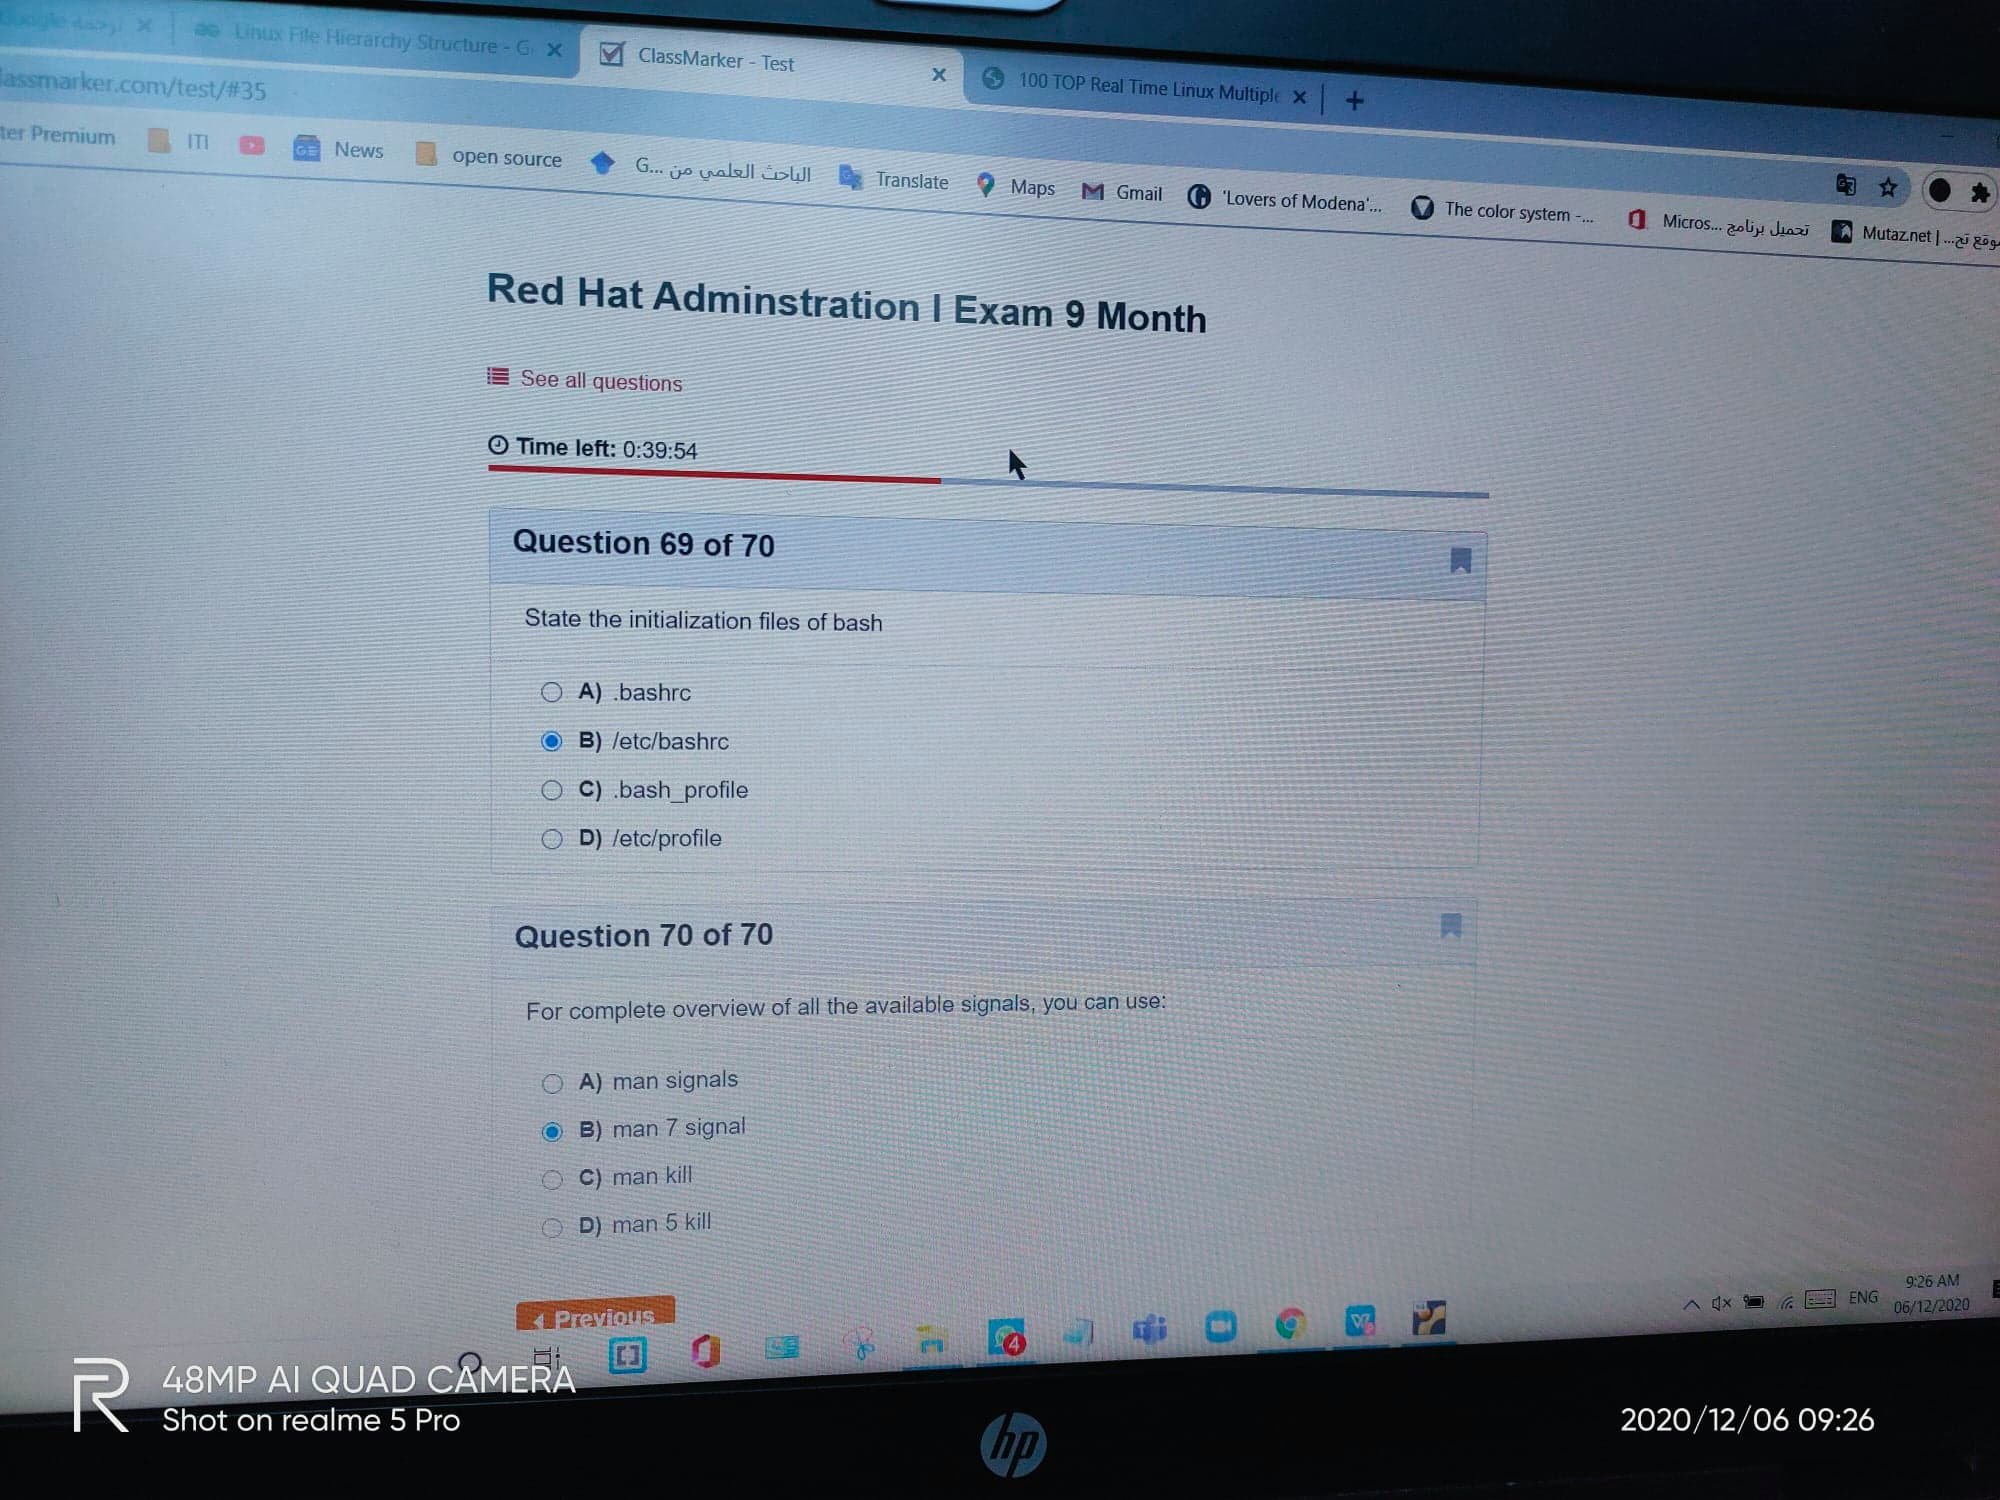 Linux File Hierarchy Structure - G
ClassMarker - Test
100 TOP Real Time Linux Multiple
assmarker.com/test/#35
ter Premium
ITI
News
open source
الباحث العلمي من ...G
Translate
Maps
Gmail
'Lovers of Modena'...
The color system -...
تحميل برنامج ...Micros
Mutaz.net | ...موقع تح
Red Hat Adminstration I Exam 9 Month
See all questions
Time left: 0:39:54
Question 69 of 70
State the initialization files of bash
A) .bashrc
B) /etc/bashrc
C) .bash_profile
D) /etc/profile
Question 70 of 70
For complete overview of all the available signals, you can use:
A) man signals
B) man 7 signal
C) man kill
D) man 5 kill
Previous
4
ENG
9:26 AM
06/12/2020
48MP AI QUAD CAMERA
Shot on realme 5 Pro
hp
2020/12/06 09:26